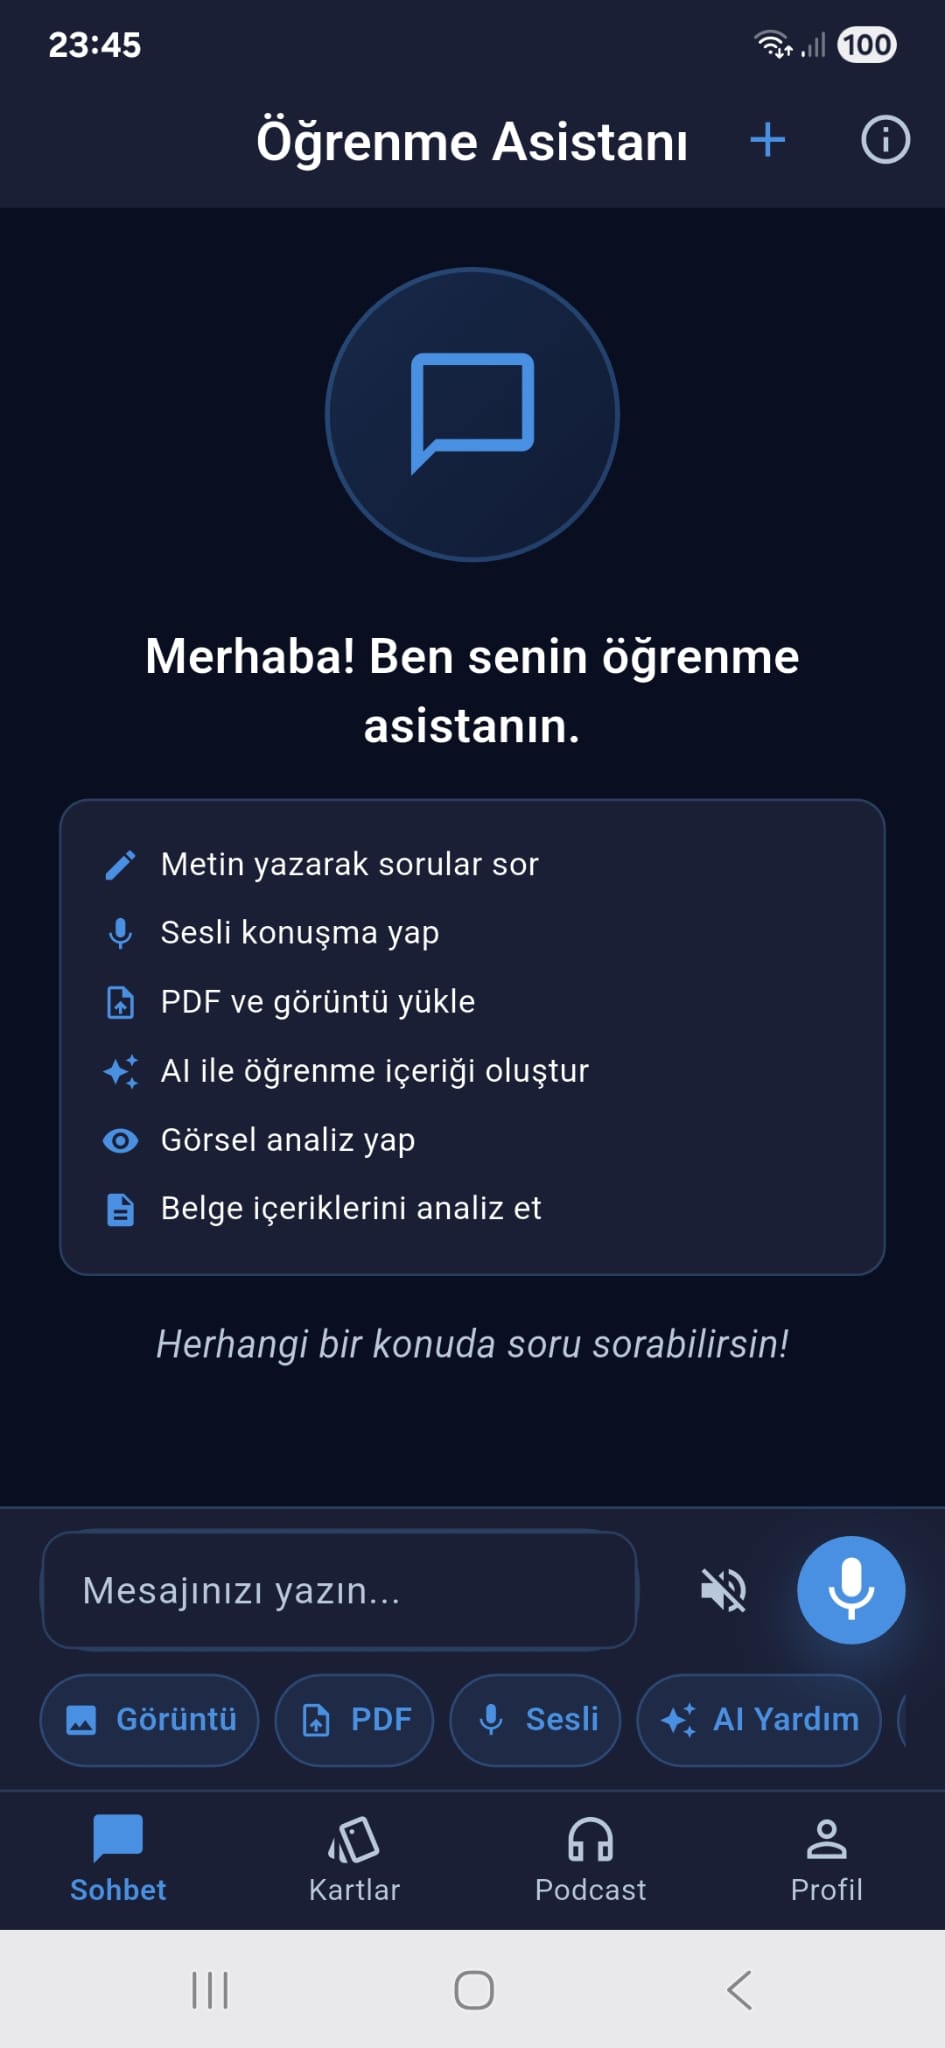 23:45
100
Öğrenme Asistanı
Merhaba! Ben senin öğrenme
asistanın.
Metin yazarak sorular sor
Sesli konuşma yap
PDF ve görüntü yükle
AI ile öğrenme içeriği oluştur
Görsel analiz yap
Belge içeriklerini analiz et
Herhangi bir konuda soru sorabilirsin!
Mesajınızı yazın...
Görüntü PDF Sesli AI Yardım
Sohbet Kartlar Podcast Profil